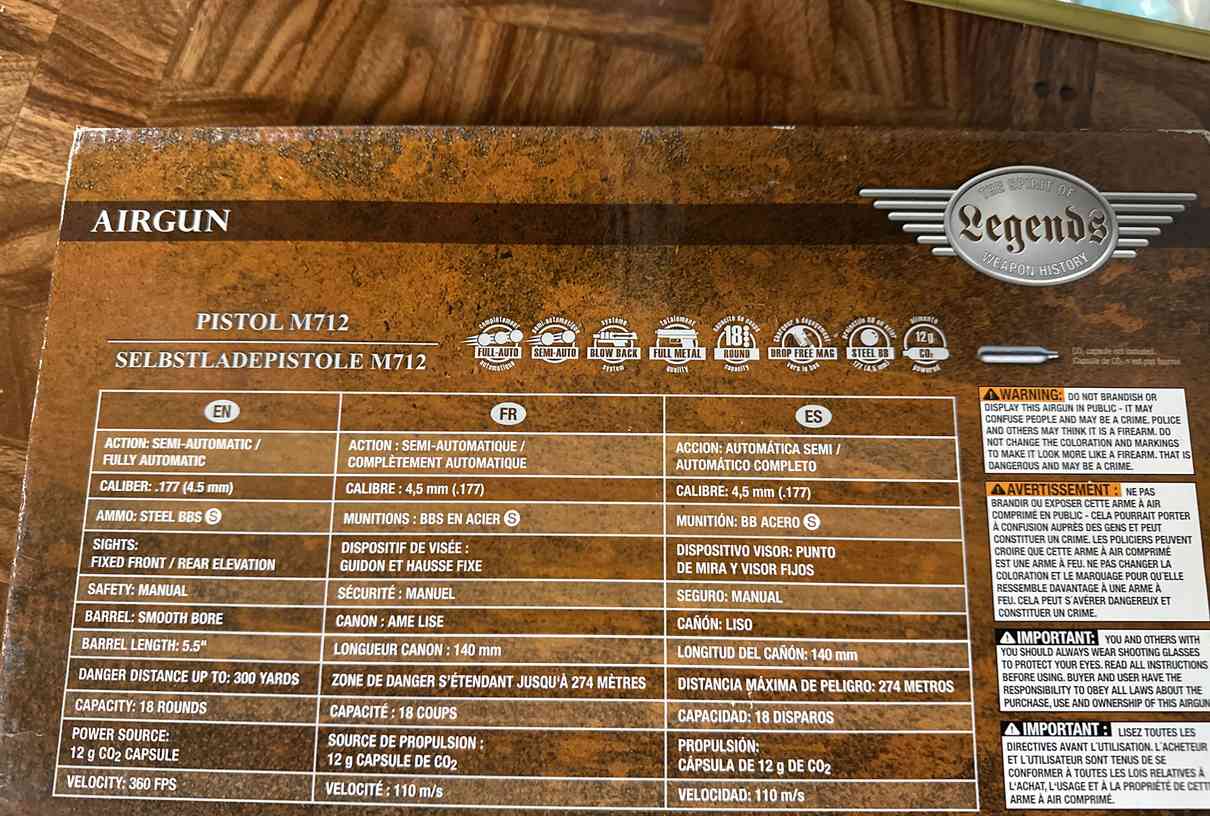 AIRGUN
THE SPIRIT OF
Legends
WEAPON HISTORY
PISTOL M712
SELBSTLADEPISTOLE M712
complètement
FULL-AUTO
automatique
semi-automatique
SEMI-AUTO
système
BLOW BACK
system
totalement
FULL METAL
quality
18
ROUND
capacity
DROP FREE MAG
STEEL BB
.177 (4,5 mm)
alimenté
12g
CO₂
powered
EN
ACTION: SEMI-AUTOMATIC /
FULLY AUTOMATIC
CALIBER: .177 (4.5 mm)
AMMO: STEEL BBS S
SIGHTS:
FIXED FRONT / REAR ELEVATION
SAFETY: MANUAL
BARREL: SMOOTH BORE
BARREL LENGTH: 5.5"
DANGER DISTANCE UP TO: 300 YARDS
CAPACITY: 18 ROUNDS
POWER SOURCE:
12 g CO₂ CAPSULE
VELOCITY: 360 FPS
FR
ACTION : SEMI-AUTOMATIQUE /
COMPLÈTEMENT AUTOMATIQUE
CALIBRE : 4,5 mm (.177)
MUNITIONS : BBS EN ACIER S
DISPOSITIF DE VISÉE :
GUIDON ET HAUSSE FIXE
SÉCURITÉ : MANUEL
CANON : AME LISE
LONGUEUR CANON : 140 mm
ZONE DE DANGER S'ÉTENDANT JUSQU'À 274 MÈTRES
CAPACITÉ : 18 COUPS
SOURCE DE PROPULSION :
12 g CAPSULE DE CO₂
VELOCITÉ : 110 m/s
ES
ACCION: AUTOMÁTICA SEMI /
AUTOMÁTICO COMPLETO
CALIBRE: 4,5 mm (.177)
MUNITIÓN: BB ACERO S
DISPOSITIVO VISOR: PUNTO
DE MIRA Y VISOR FIJOS
SEGURO: MANUAL
CAÑÓN: LISO
LONGITUD DEL CAÑÓN: 140 mm
DISTANCIA MÁXIMA DE PELIGRO: 274 METROS
CAPACIDAD: 18 DISPAROS
PROPULSIÓN:
CÁPSULA DE 12 g DE CO₂
VELOCIDAD: 110 m/s
WARNING: DO NOT BRANDISH OR
DISPLAY THIS AIRGUN IN PUBLIC - IT MAY
CONFUSE PEOPLE AND MAY BE A CRIME. POLICE
AND OTHERS MAY THINK IT IS A FIREARM. DO
NOT CHANGE THE COLORATION AND MARKINGS
TO MAKE IT LOOK MORE LIKE A FIREARM. THAT IS
DANGEROUS AND MAY BE A CRIME.
AVERTISSEMENT : NE PAS
BRANDIR OU EXPOSER CETTE ARME À AIR
COMPRIMÉ EN PUBLIC - CELA POURRAIT PORTER
À CONFUSION AUPRÈS DES GENS ET PEUT
CONSTITUER UN CRIME. LES POLICIERS PEUVENT
CROIRE QUE CETTE ARME À AIR COMPRIMÉ
EST UNE ARME À FEU. NE PAS CHANGER LA
COLORATION ET LE MARQUAGE POUR QU'ELLE
RESSEMBLE DAVANTAGE À UNE ARME À
FEU. CELA PEUT S'AVÉRER DANGEREUX ET
CONSTITUER UN CRIME.
IMPORTANT: YOU AND OTHERS WITH
YOU SHOULD ALWAYS WEAR SHOOTING GLASSES
TO PROTECT YOUR EYES. READ ALL INSTRUCTIONS
BEFORE USING. BUYER AND USER HAVE THE
RESPONSIBILITY TO OBEY ALL LAWS ABOUT THE
PURCHASE, USE AND OWNERSHIP OF THIS AIRGUN
IMPORTANT : LISEZ TOUTES LES
DIRECTIVES AVANT L'UTILISATION. L'ACHETEUR
ET L'UTILISATEUR SONT TENUS DE SE
CONFORMER À TOUTES LES LOIS RELATIVES À
L'ACHAT, L'USAGE ET À LA PROPRIÉTÉ DE CETT
ARME À AIR COMPRIMÉ.